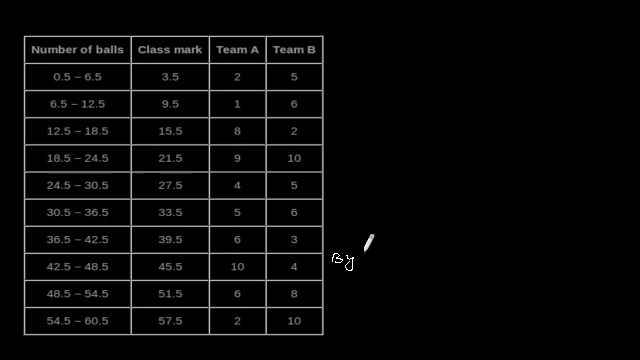 Number of balls Class mark Team A Team B
0.5 – 6.5 3.5 2 5
6.5 – 12.5 9.5 1 6
12.5 – 18.5 15.5 8 2
18.5 – 24.5 21.5 9 10
24.5 – 30.5 27.5 4 5
30.5 – 36.5 33.5 5 6
36.5 – 42.5 39.5 6 3
42.5 – 48.5 45.5 10 4
By
48.5 – 54.5 51.5 6 8
54.5 – 60.5 57.5 2 10